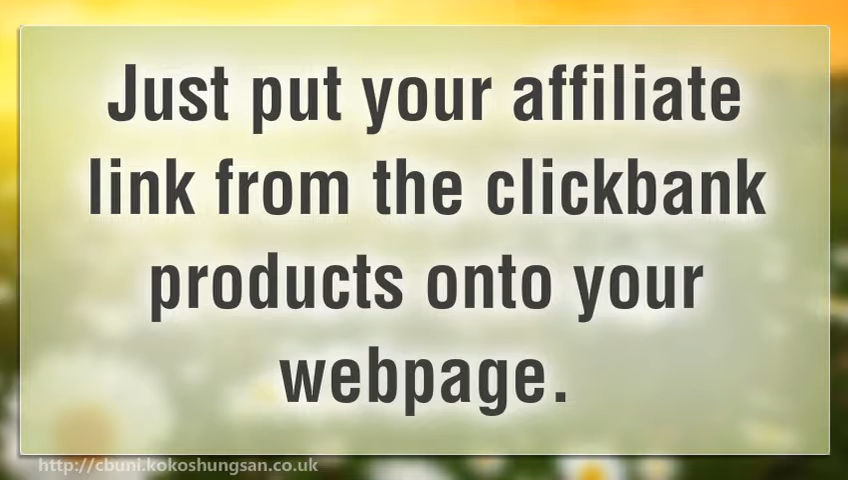 Just put your affiliate
link from the clickbank
products onto your
webpage.
http://cbuni.kokoshungsan.co.uk